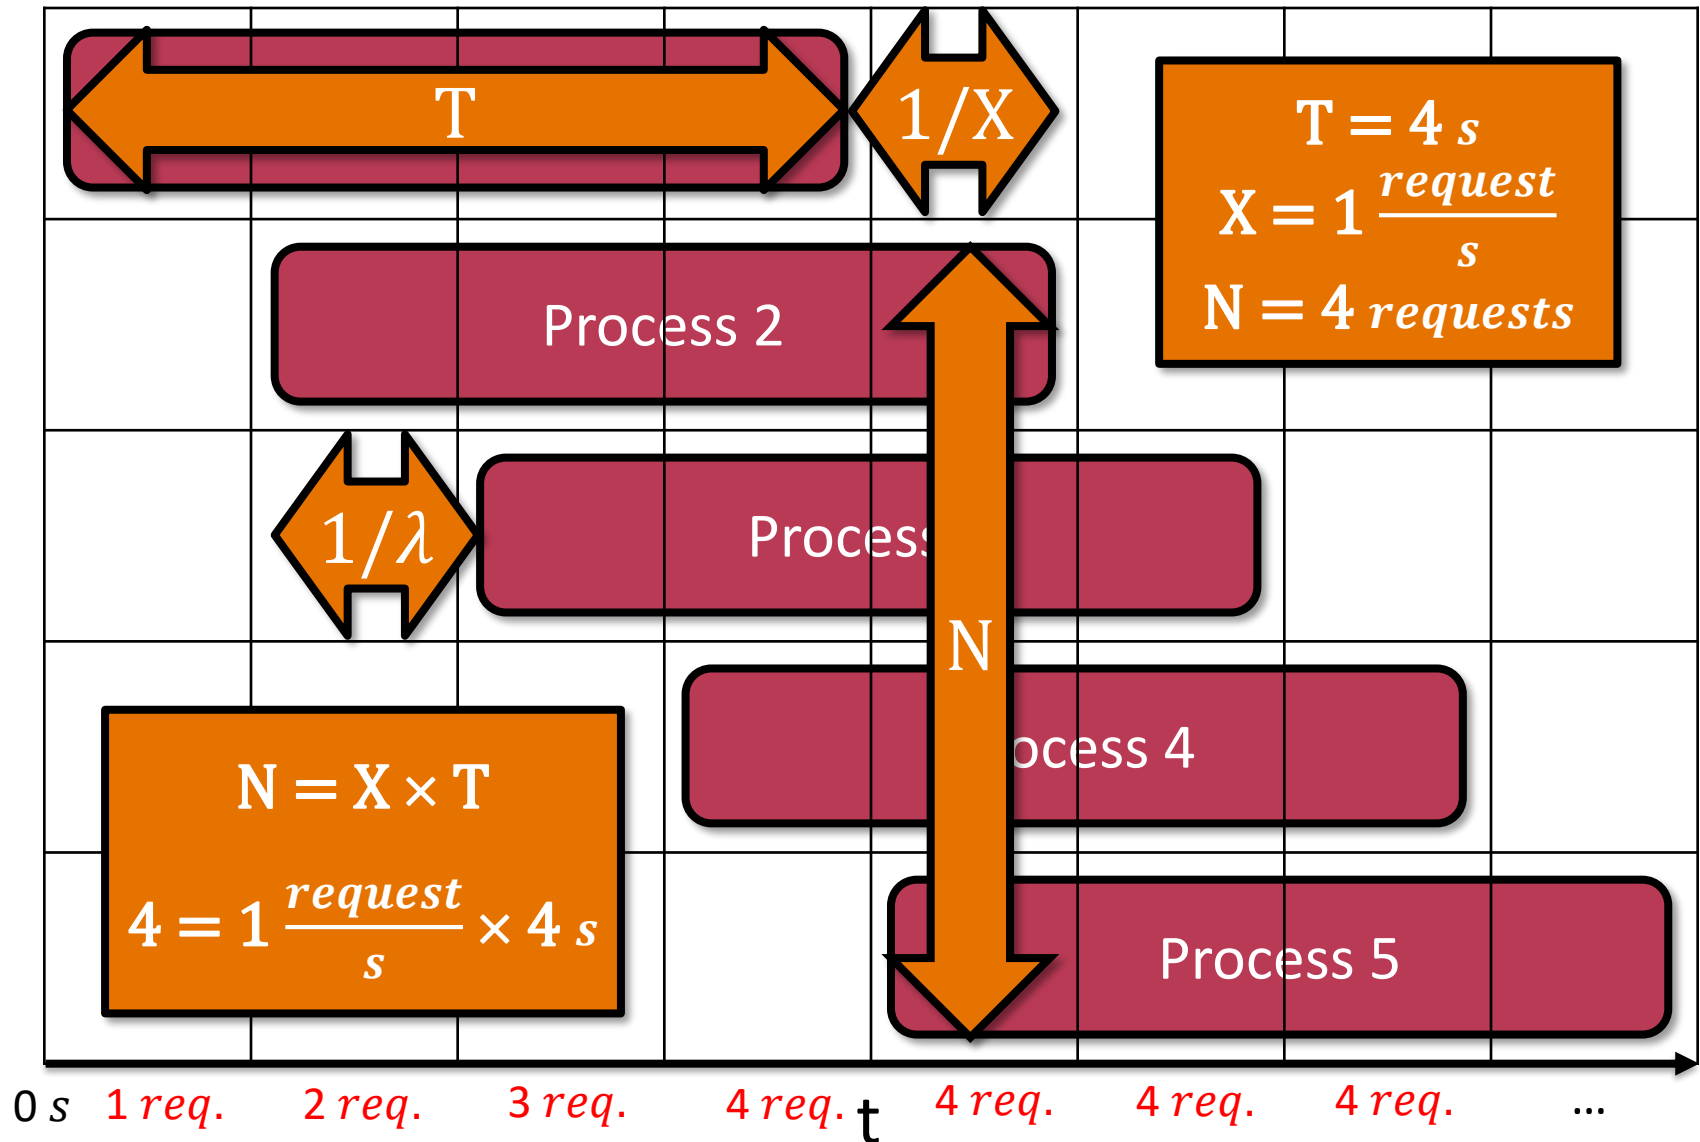 T
1/X
T = 4 s
X = 1 request/s
N = 4 requests
Process 2
1/λ
Process
N
ocess 4
N = X × T
4 = 1 request/s × 4 s
Process 5
0 s 1 req. 2 req. 3 req. 4 req. t 4 req. 4 req. 4 req. ...